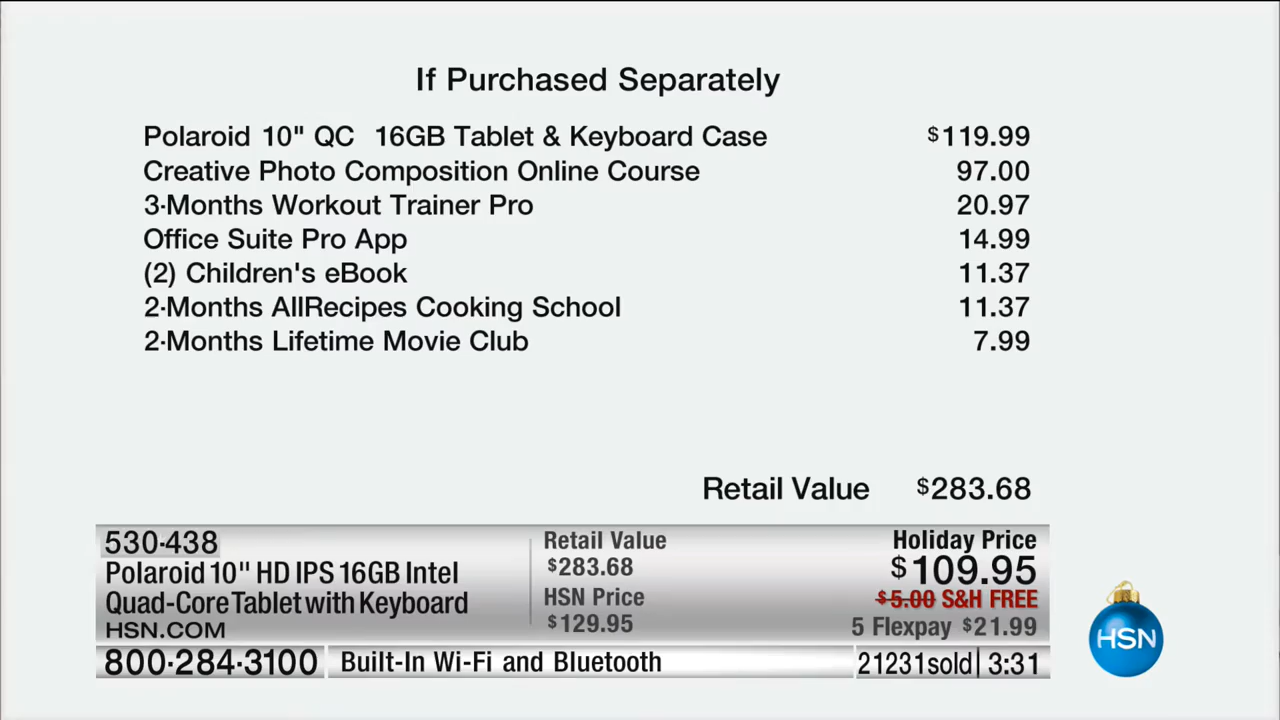 If Purchased Separately
Polaroid 10" QC 16GB Tablet & Keyboard Case $119.99
Creative Photo Composition Online Course 97.00
3-Months Workout Trainer Pro 20.97
Office Suite Pro App 14.99
(2) Children's eBook 11.37
2-Months AllRecipes Cooking School 11.37
2-Months Lifetime Movie Club 7.99
Retail Value $283.68
530-438
Polaroid 10" HD IPS 16GB Intel
Quad-Core Tablet with Keyboard
HSN.COM
Retail Value
$283.68
HSN Price
$129.95
Holiday Price
$109.95
$5.00 S&H FREE
5 Flexpay $21.99
800-284-3100 Built-In Wi-Fi and Bluetooth 21231sold 3:31
HSN